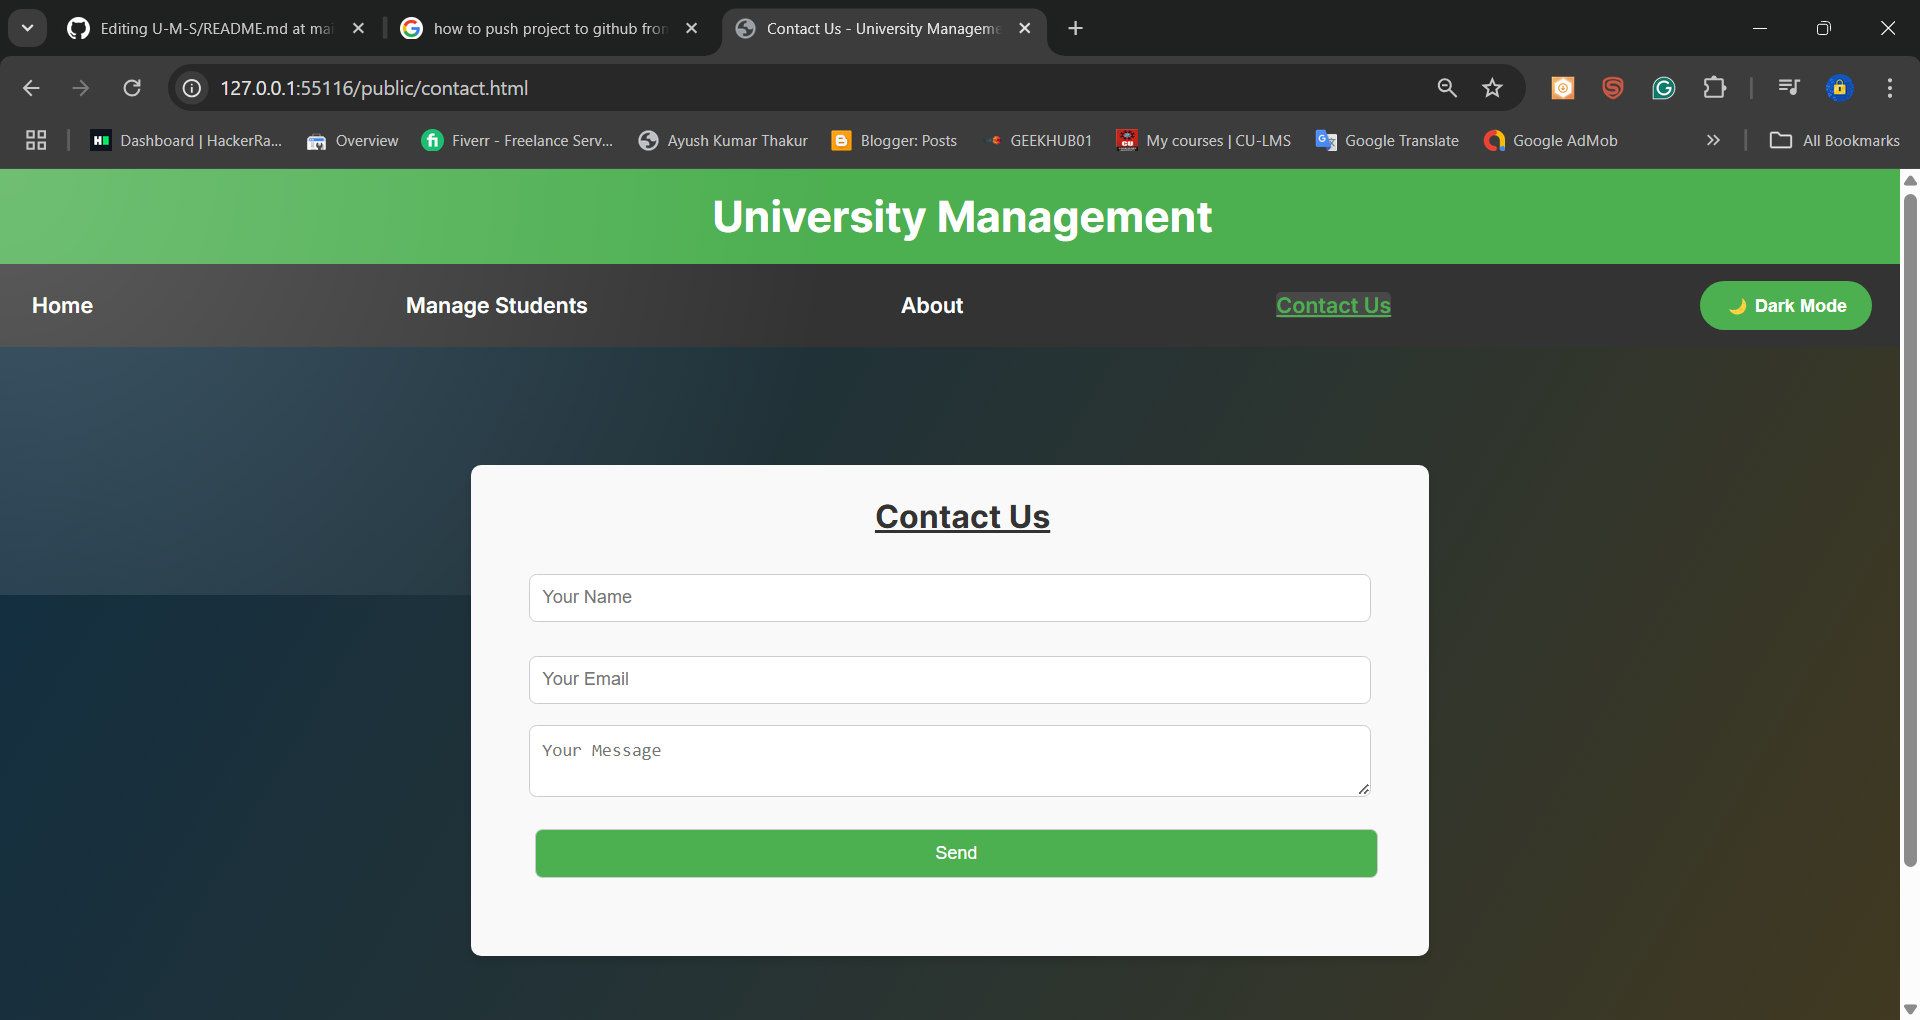 Editing U-M-S/README.md at mai
how to push project to github from
Contact Us - University Manageme
127.0.0.1:55116/public/contact.html
Dashboard | HackerRa...
Overview
Fiverr - Freelance Serv...
Ayush Kumar Thakur
Blogger: Posts
GEEKHUB01
My courses | CU-LMS
Google Translate
Google AdMob
All Bookmarks
University Management
Home
Manage Students
About
Contact Us
🌙 Dark Mode
Contact Us
Your Name
Your Email
Your Message
Send